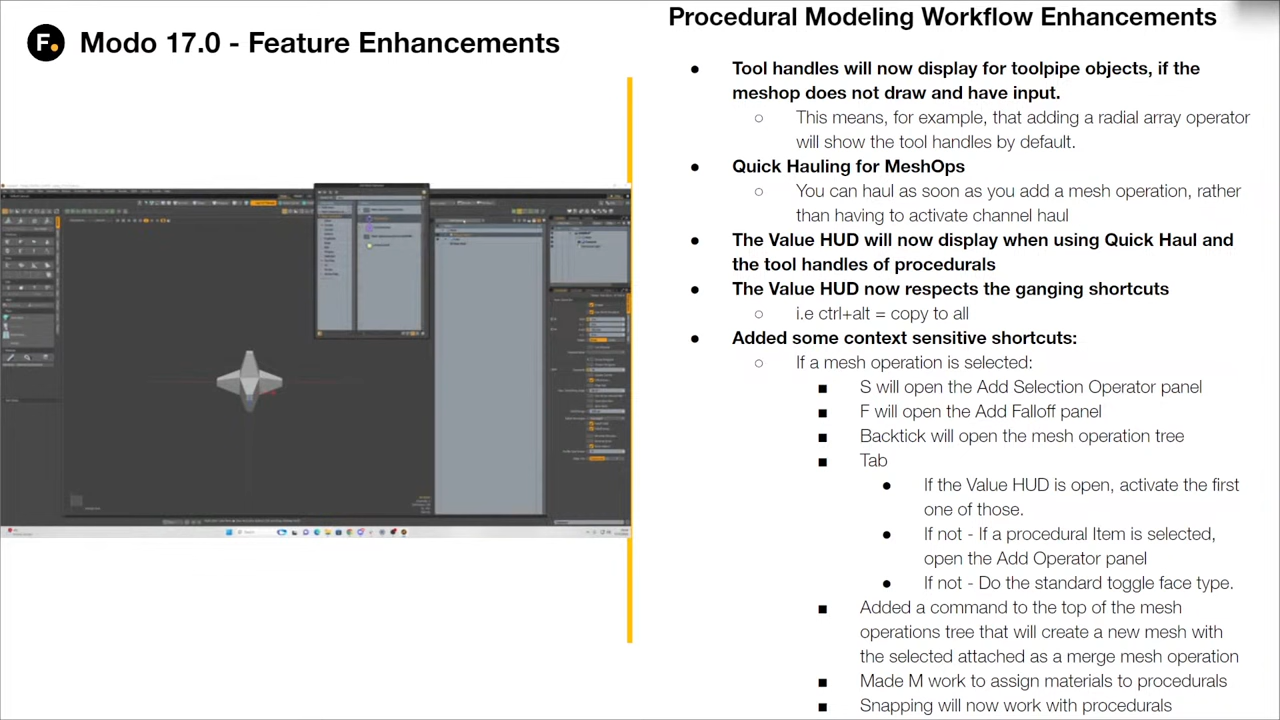 F.
Modo 17.0 - Feature Enhancements
Procedural Modeling Workflow Enhancements
● Tool handles will now display for toolpipe objects, if the
meshop does not draw and have input.
○ This means, for example, that adding a radial array operator
will show the tool handles by default.
● Quick Hauling for MeshOps
○ You can haul as soon as you add a mesh operation, rather
than having to activate channel haul
● The Value HUD will now display when using Quick Haul and
the tool handles of procedurals
● The Value HUD now respects the ganging shortcuts
○ i.e ctrl+alt = copy to all
● Added some context sensitive shortcuts:
○ If a mesh operation is selected:
■ S will open the Add Selection Operator panel
■ F will open the Add Falloff panel
■ Backtick will open the mesh operation tree
■ Tab
● If the Value HUD is open, activate the first
one of those.
● If not - If a procedural Item is selected,
open the Add Operator panel
● If not - Do the standard toggle face type.
■ Added a command to the top of the mesh
operations tree that will create a new mesh with
the selected attached as a merge mesh operation
■ Made M work to assign materials to procedurals
■ Snapping will now work with procedurals